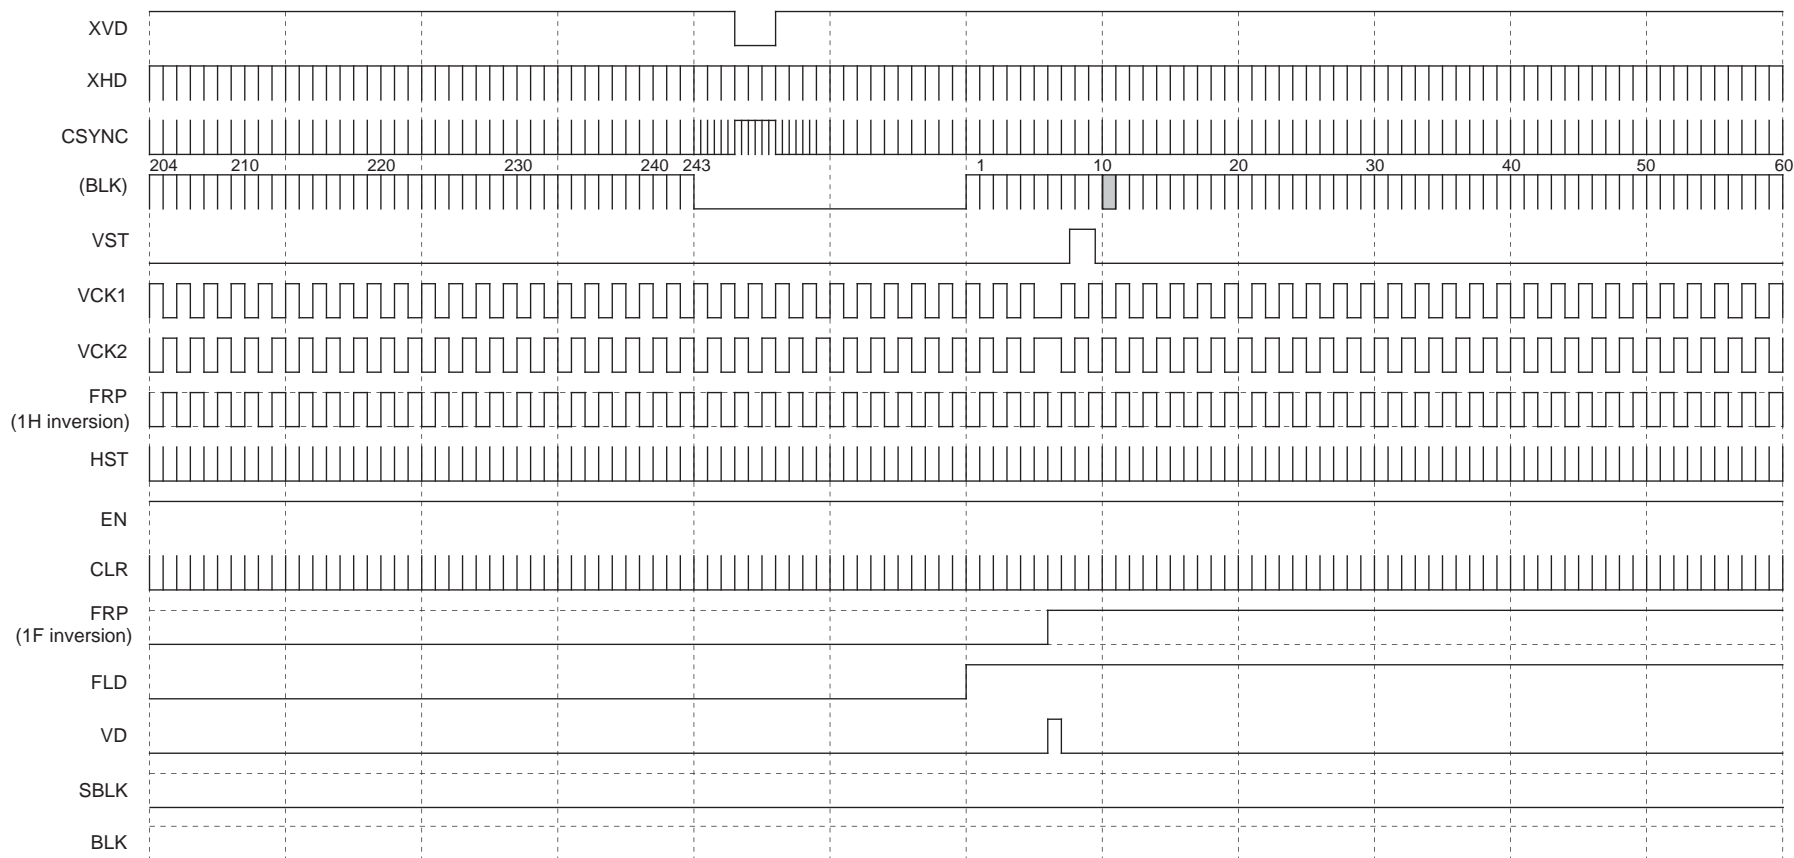 XVD
XHD
CSYNC
204 210 220 230 240 243 1 10 20 30 40 50 60
(BLK)
VST
VCK1
VCK2
FRP
(1H inversion)
HST
EN
CLR
FRP
(1F inversion)
FLD
VD
SBLK
BLK